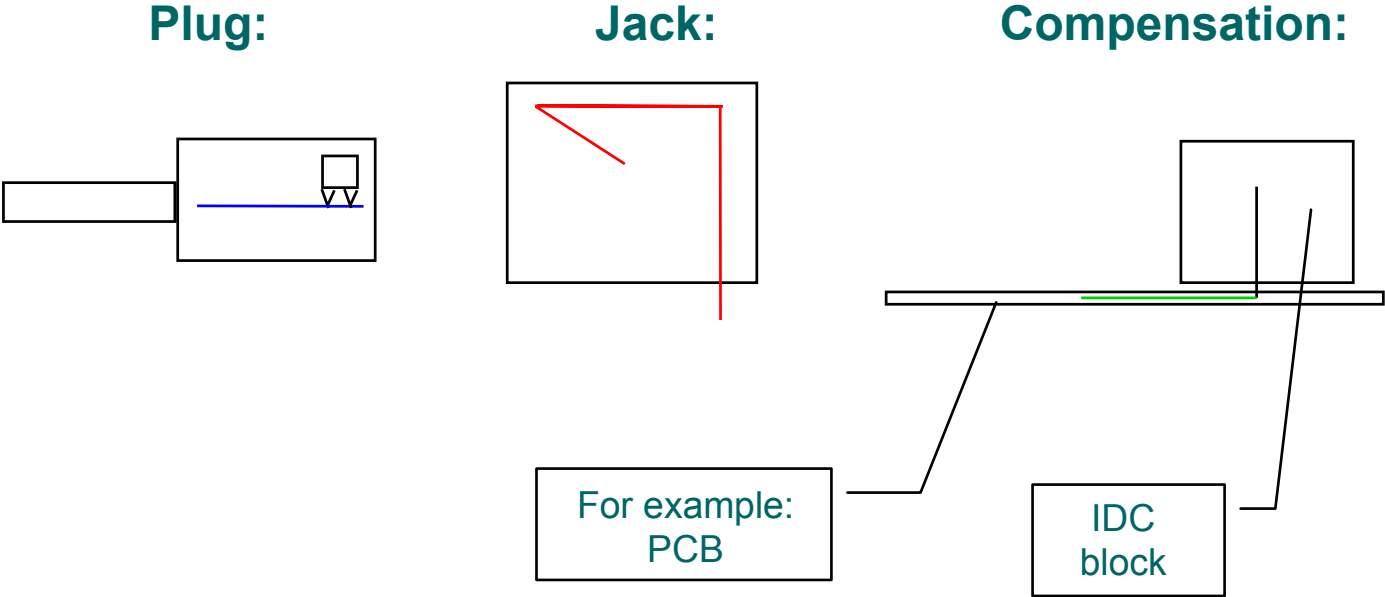 Plug:
Jack:
Compensation:
For example:
PCB
IDC
block